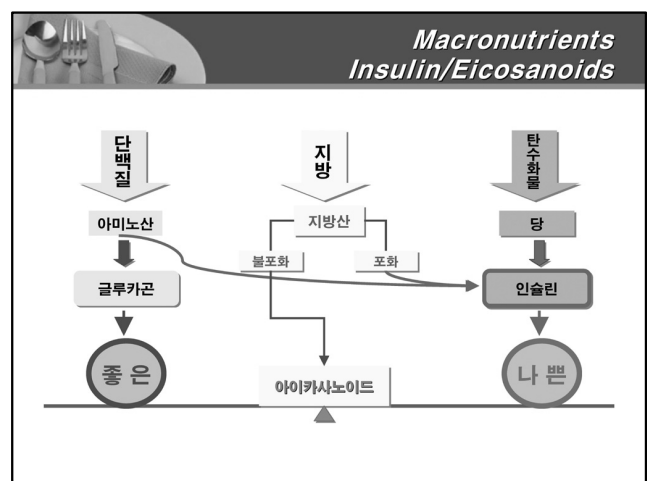 Macronutrients
Insulin/Eicosanoids
단백질
지방
탄수화물
아미노산
지방산
당
불포화
포화
글루카곤
인슐린
좋은
아이카사노이드
나쁜